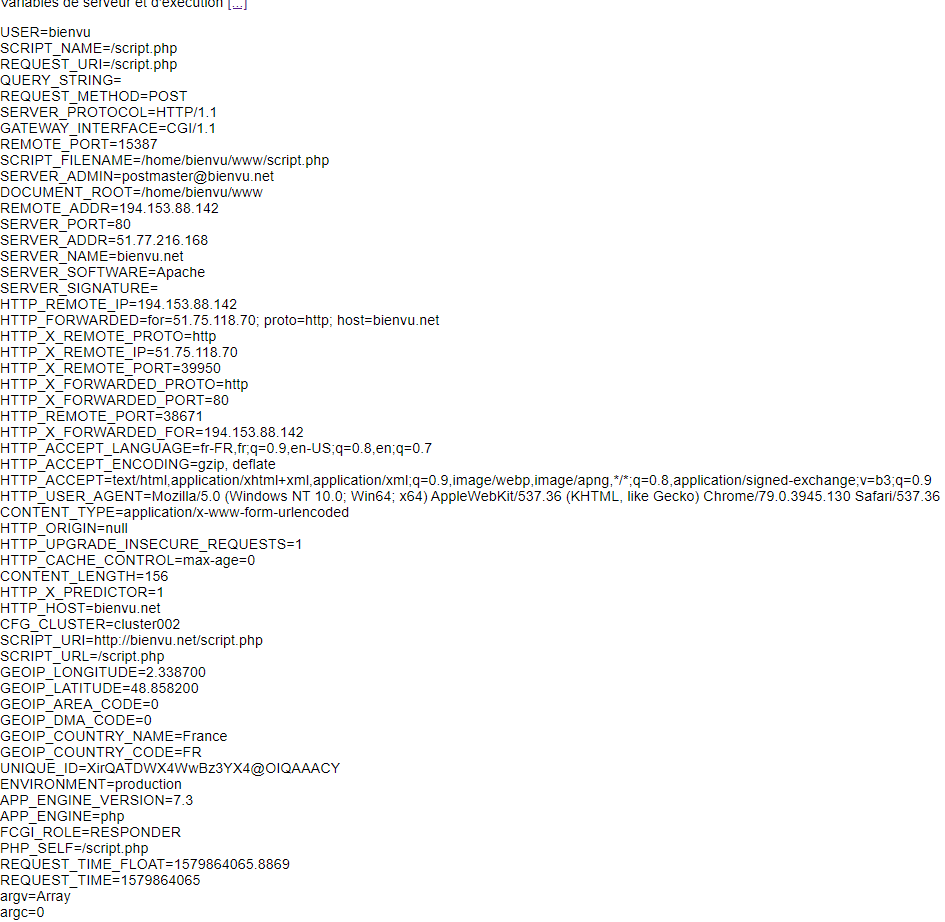 Variables de serveur et d'exécution [...]
USER=bienvu
SCRIPT_NAME=/script.php
REQUEST_URI=/script.php
QUERY_STRING=
REQUEST_METHOD=POST
SERVER_PROTOCOL=HTTP/1.1
GATEWAY_INTERFACE=CGI/1.1
REMOTE_PORT=15387
SCRIPT_FILENAME=/home/bienvu/www/script.php
SERVER_ADMIN=postmaster@bienvu.net
DOCUMENT_ROOT=/home/bienvu/www
REMOTE_ADDR=194.153.88.142
SERVER_PORT=80
SERVER_ADDR=51.77.216.168
SERVER_NAME=bienvu.net
SERVER_SOFTWARE=Apache
SERVER_SIGNATURE=
HTTP_REMOTE_IP=194.153.88.142
HTTP_FORWARDED=for=51.75.118.70; proto=http; host=bienvu.net
HTTP_X_REMOTE_PROTO=http
HTTP_X_REMOTE_IP=51.75.118.70
HTTP_X_REMOTE_PORT=39950
HTTP_X_FORWARDED_PROTO=http
HTTP_X_FORWARDED_PORT=80
HTTP_REMOTE_PORT=38671
HTTP_X_FORWARDED_FOR=194.153.88.142
HTTP_ACCEPT_LANGUAGE=fr-FR,fr;q=0.9,en-US;q=0.8,en;q=0.7
HTTP_ACCEPT_ENCODING=gzip, deflate
HTTP_ACCEPT=text/html,application/xhtml+xml,application/xml;q=0.9,image/webp,image/apng,*/*;q=0.8,application/signed-exchange;v=b3;q=0.9
HTTP_USER_AGENT=Mozilla/5.0 (Windows NT 10.0; Win64; x64) AppleWebKit/537.36 (KHTML, like Gecko) Chrome/79.0.3945.130 Safari/537.36
CONTENT_TYPE=application/x-www-form-urlencoded
HTTP_ORIGIN=null
HTTP_UPGRADE_INSECURE_REQUESTS=1
HTTP_CACHE_CONTROL=max-age=0
CONTENT_LENGTH=156
HTTP_X_PREDICTOR=1
HTTP_HOST=bienvu.net
CFG_CLUSTER=cluster002
SCRIPT_URI=http://bienvu.net/script.php
SCRIPT_URL=/script.php
GEOIP_LONGITUDE=2.338700
GEOIP_LATITUDE=48.858200
GEOIP_AREA_CODE=0
GEOIP_DMA_CODE=0
GEOIP_COUNTRY_NAME=France
GEOIP_COUNTRY_CODE=FR
UNIQUE_ID=XirQATDWX4WwBz3YX4@OIQAAACY
ENVIRONMENT=production
APP_ENGINE_VERSION=7.3
APP_ENGINE=php
FCGI_ROLE=RESPONDER
PHP_SELF=/script.php
REQUEST_TIME_FLOAT=1579864065.8869
REQUEST_TIME=1579864065
argv=Array
argc=0